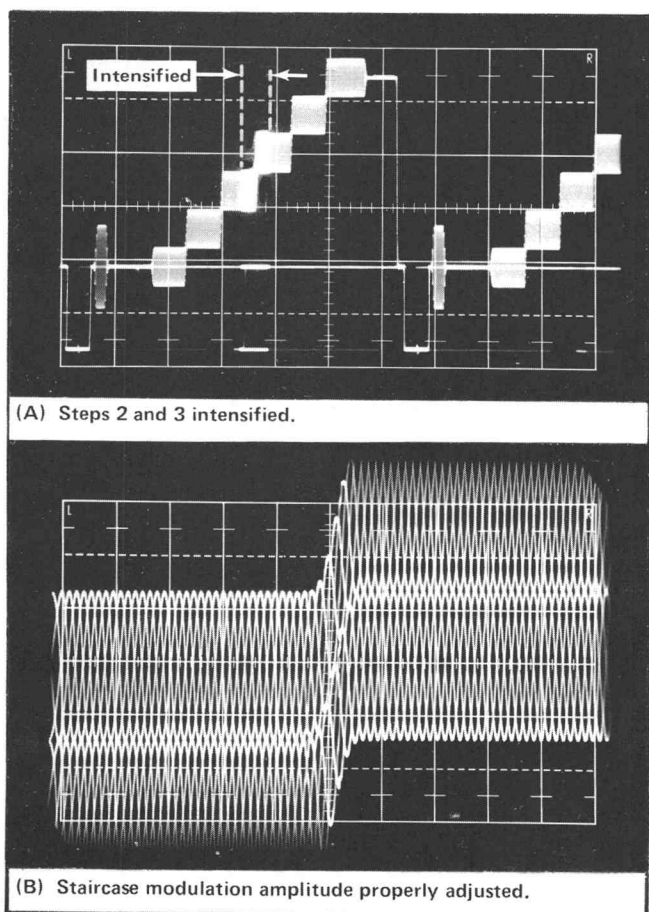 L
R
Intensified
(A) Steps 2 and 3 intensified.
L
R
(B) Staircase modulation amplitude properly adjusted.